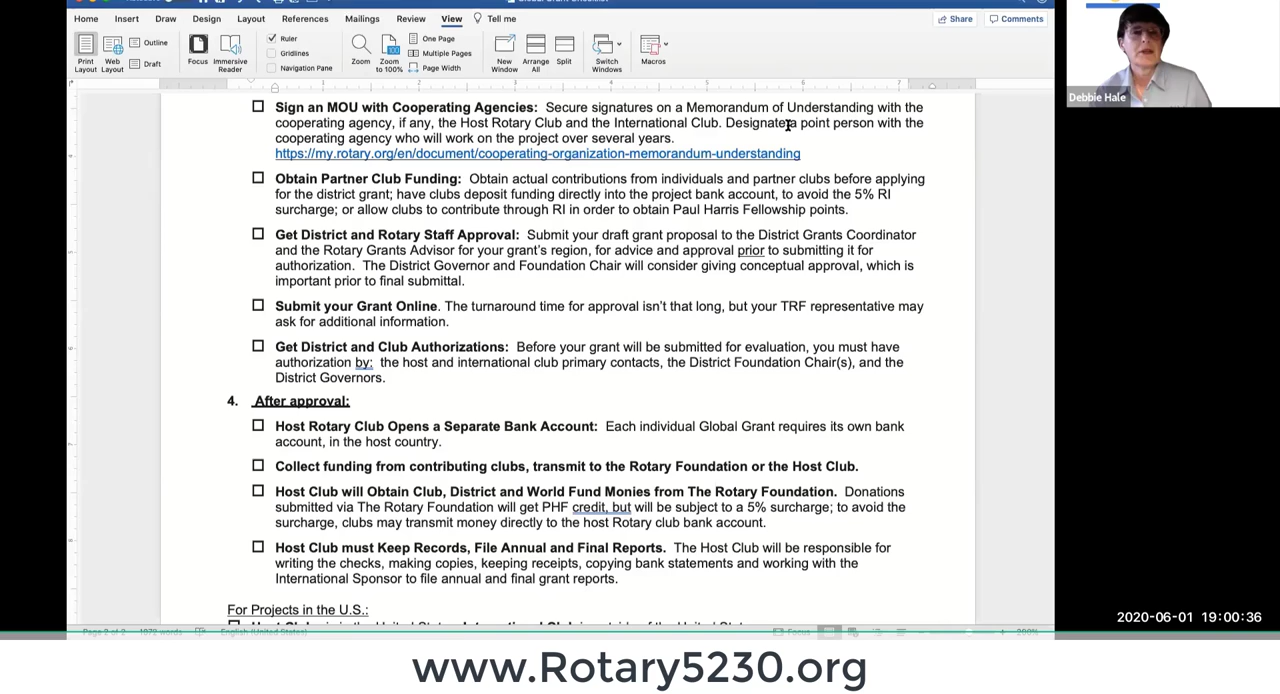 Home Insert Draw Design Layout References Mailings Review View Tell me Share Comments
Print Layout Web Layout Outline Draft Focus Immersive Reader Ruler Gridlines Navigation Pane Zoom Zoom to 100% One Page Multiple Pages Page Width New Window Arrange All Split Switch Windows Macros
Debbie Hale
Sign an MOU with Cooperating Agencies: Secure signatures on a Memorandum of Understanding with the
cooperating agency, if any, the Host Rotary Club and the International Club. Designate a point person with the
cooperating agency who will work on the project over several years.
https://my.rotary.org/en/document/cooperating-organization-memorandum-understanding
Obtain Partner Club Funding: Obtain actual contributions from individuals and partner clubs before applying
for the district grant; have clubs deposit funding directly into the project bank account, to avoid the 5% RI
surcharge; or allow clubs to contribute through RI in order to obtain Paul Harris Fellowship points.
Get District and Rotary Staff Approval: Submit your draft grant proposal to the District Grants Coordinator
and the Rotary Grants Advisor for your grant's region, for advice and approval prior to submitting it for
authorization. The District Governor and Foundation Chair will consider giving conceptual approval, which is
important prior to final submittal.
Submit your Grant Online. The turnaround time for approval isn't that long, but your TRF representative may
ask for additional information.
Get District and Club Authorizations: Before your grant will be submitted for evaluation, you must have
authorization by: the host and international club primary contacts, the District Foundation Chair(s), and the
District Governors.
4. After approval:
Host Rotary Club Opens a Separate Bank Account: Each individual Global Grant requires its own bank
account, in the host country.
Collect funding from contributing clubs, transmit to the Rotary Foundation or the Host Club.
Host Club will Obtain Club, District and World Fund Monies from The Rotary Foundation. Donations
submitted via The Rotary Foundation will get PHF credit, but will be subject to a 5% surcharge; to avoid the
surcharge, clubs may transmit money directly to the host Rotary club bank account.
Host Club must Keep Records, File Annual and Final Reports. The Host Club will be responsible for
writing the checks, making copies, keeping receipts, copying bank statements and working with the
International Sponsor to file annual and final grant reports.
For Projects in the U.S.:
2020-06-01 19:00:36
www.Rotary5230.org